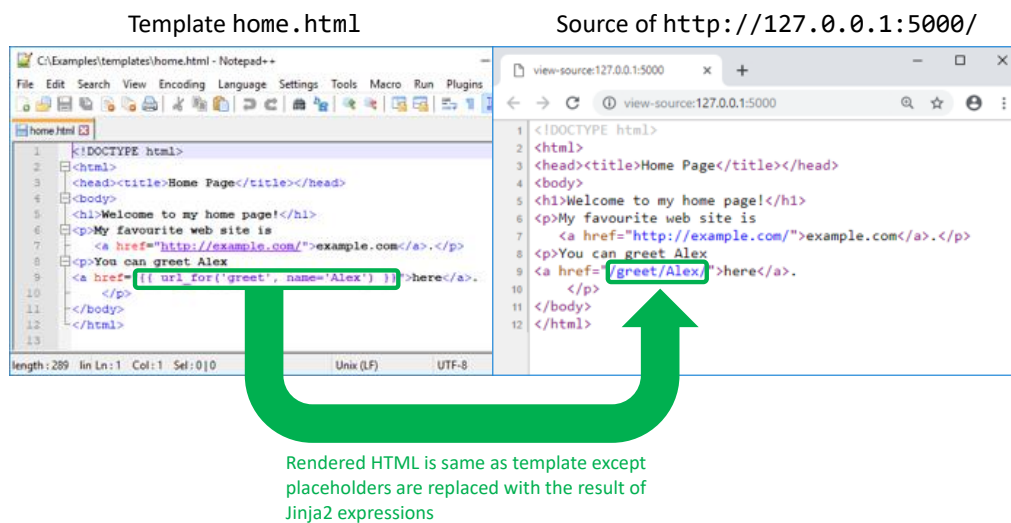 Template home.html
Source of http://127.0.0.1:5000/
C:\Examples\templates\home.html - Notepad++
File Edit Search View Encoding Language Settings Tools Macro Run Plugins
home.html
1 <!DOCTYPE html>
2 <html>
3 <head><title>Home Page</title></head>
4 <body>
5 <h1>Welcome to my home page!</h1>
6 <p>My favourite web site is
7 <a href="http://example.com/">example.com</a>.</p>
8 <p>You can greet Alex
9 <a href="{{ url_for('greet', name='Alex') }}">here</a>.
10 </p>
11 </body>
12 </html>
13
length : 289 lin Ln : 1 Col : 1 Sel : 0 | 0 Unix (LF) UTF-8
view-source:127.0.0.1:5000
view-source:127.0.0.1:5000
1 <!DOCTYPE html>
2 <html>
3 <head><title>Home Page</title></head>
4 <body>
5 <h1>Welcome to my home page!</h1>
6 <p>My favourite web site is
7 <a href="http://example.com/">example.com</a>.</p>
8 <p>You can greet Alex
9 <a href="/greet/Alex/">here</a>.
10 </p>
11 </body>
12 </html>
Rendered HTML is same as template except
placeholders are replaced with the result of
Jinja2 expressions